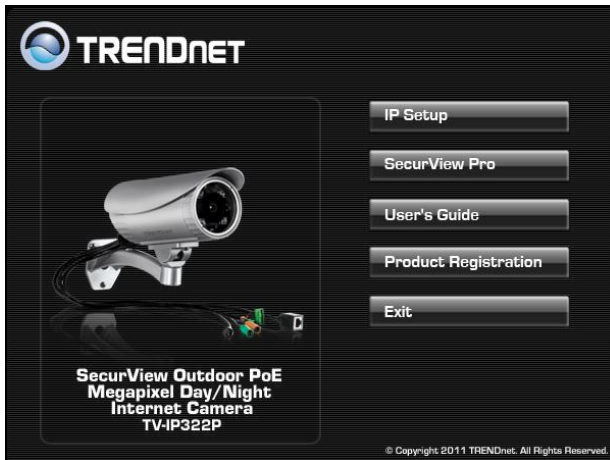 TRENDNET
IP Setup
SecurView Pro
User's Guide
Product Registration
Exit
SecurView Outdoor PoE
Megapixel Day/Night
Internet Camera
TV-IP322P
© Copyright 2011 TRENDnet. All Rights Reserved.